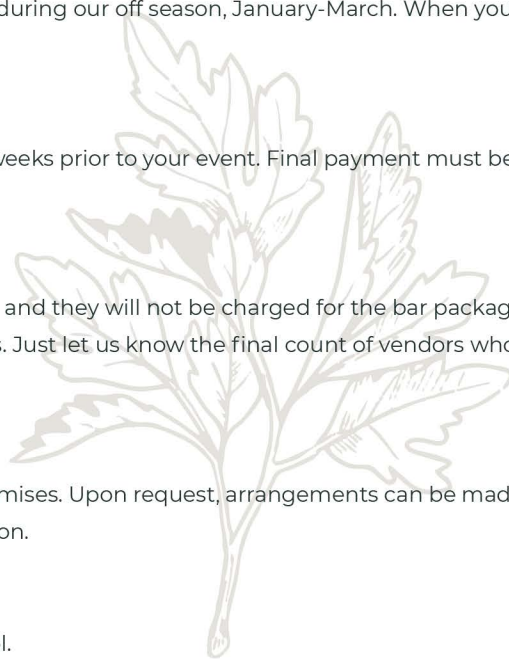 during our off season, January-March. When you
weeks prior to your event. Final payment must be
and they will not be charged for the bar packag
s. Just let us know the final count of vendors who
mises. Upon request, arrangements can be mad
on.
l.